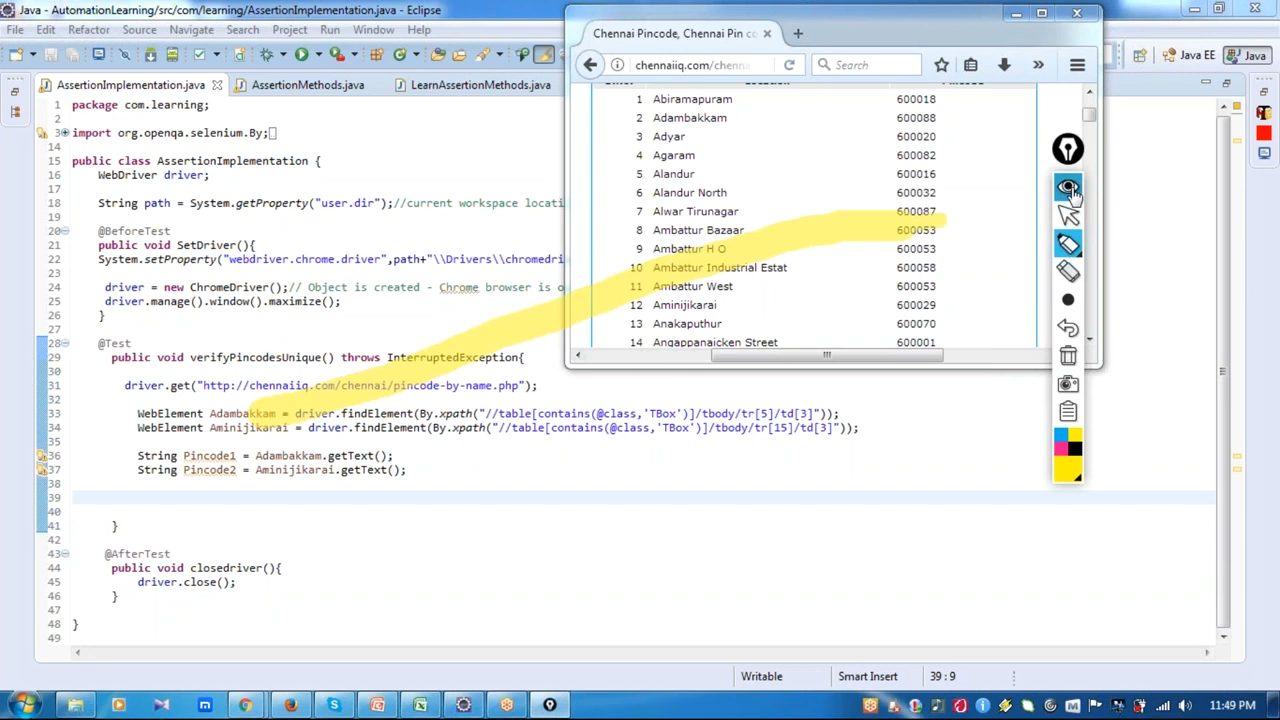 Java - AutomationLearning/src/com/learning/AssertionImplementation.java - Eclipse
File Edit Refactor Source Navigate Search Project Run Window Help
Java EE Java
AssertionImplementation.java AssertionMethods.java LearnAssertionMethods.java
1 package com.learning;
2
3 import org.openqa.selenium.By;
14
15 public class AssertionImplementation {
16 WebDriver driver;
17
18 String path = System.getProperty("user.dir");//current workspace locati
19
20 @BeforeTest
21 public void SetDriver(){
22 System.setProperty("webdriver.chrome.driver",path+"\\Drivers\\chromedri
23
24 driver = new ChromeDriver();// Object is created - Chrome browser is o
25 driver.manage().window().maximize();
26 }
27
28 @Test
29 public void verifyPincodesUnique() throws InterruptedException{
30
31 driver.get("http://chennaiiq.com/chennai/pincode-by-name.php");
33 WebElement Adambakkam = driver.findElement(By.xpath("//table[contains(@class,'TBox')]/tbody/tr[5]/td[3]"));
34 WebElement Aminijikarai = driver.findElement(By.xpath("//table[contains(@class,'TBox')]/tbody/tr[15]/td[3]"));
35
36 String Pincode1 = Adambakkam.getText();
37 String Pincode2 = Aminijikarai.getText();
38
39
40
41 }
42
43 @AfterTest
44 public void closedriver(){
45 driver.close();
46 }
47
48 }
49
Chennai Pincode, Chennai Pin co
chennaiiq.com/chenna Search
1 Abiramapuram 600018
2 Adambakkam 600088
3 Adyar 600020
4 Agaram 600082
5 Alandur 600016
6 Alandur North 600032
7 Alwar Tirunagar 600087
8 Ambattur Bazaar 600053
9 Ambattur H O 600053
10 Ambattur Industrial Estat 600058
11 Ambattur West 600053
12 Aminijikarai 600029
13 Anakaputhur 600070
14 Angappanaicken Street 600001
Writable Smart Insert 39 : 9
11:49 PM